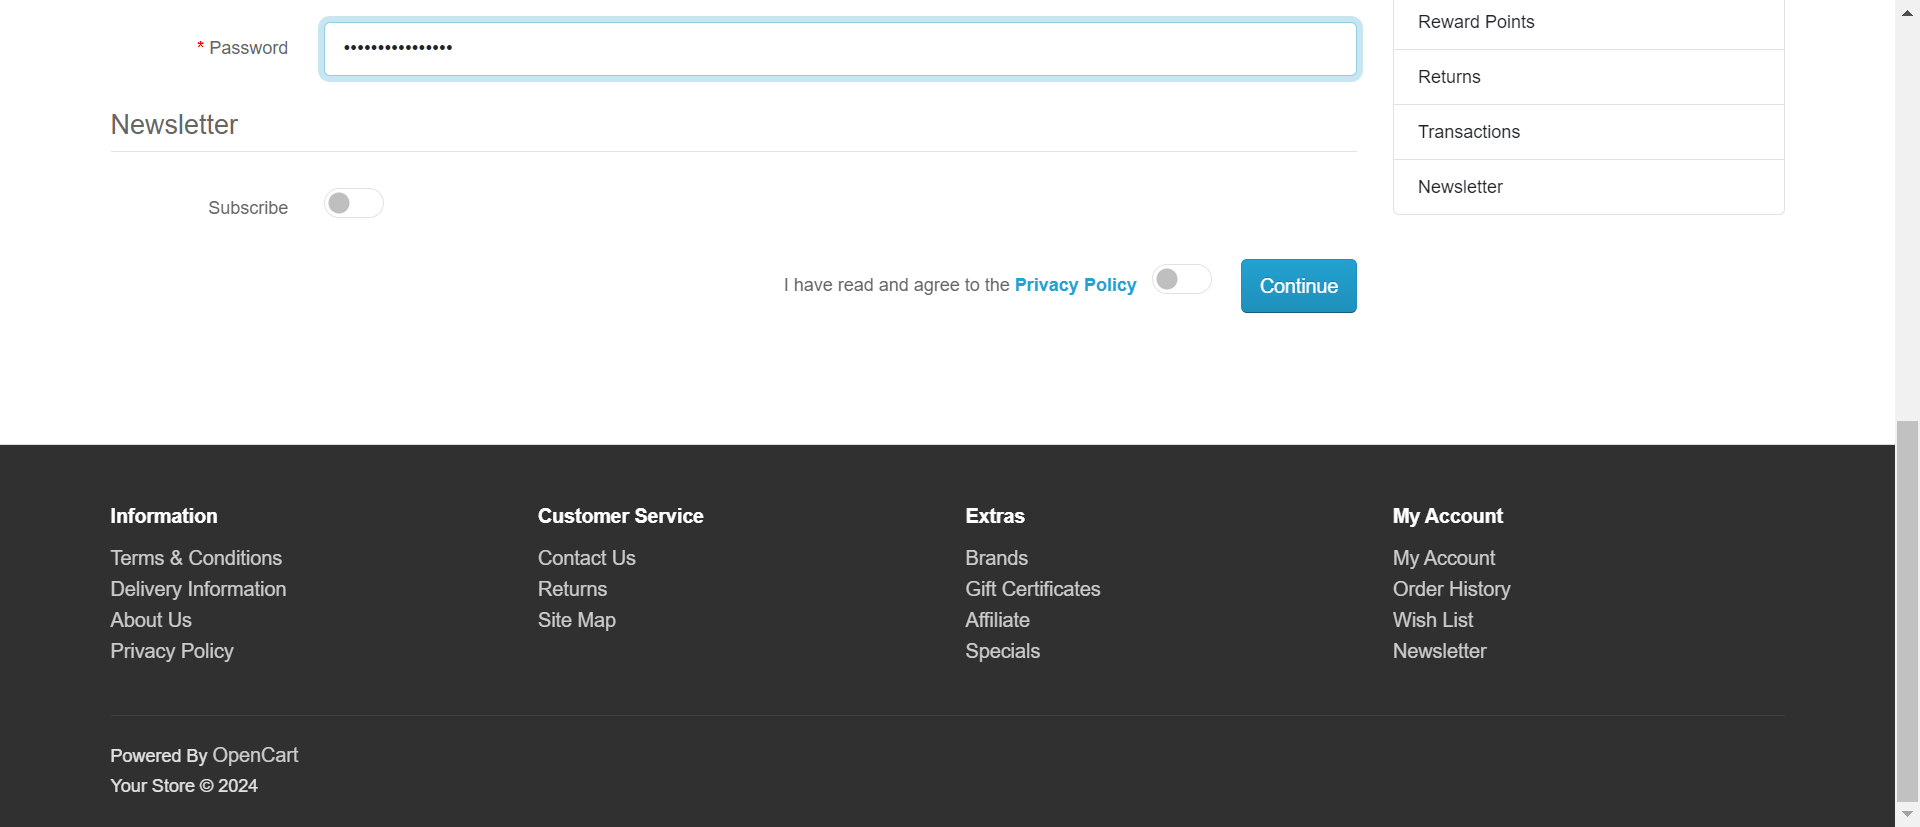 * Password
••••••••••••••••
Newsletter
Subscribe
I have read and agree to the Privacy Policy
Continue
Reward Points
Returns
Transactions
Newsletter
Information
Terms & Conditions
Delivery Information
About Us
Privacy Policy
Customer Service
Contact Us
Returns
Site Map
Extras
Brands
Gift Certificates
Affiliate
Specials
My Account
My Account
Order History
Wish List
Newsletter
Powered By OpenCart
Your Store © 2024